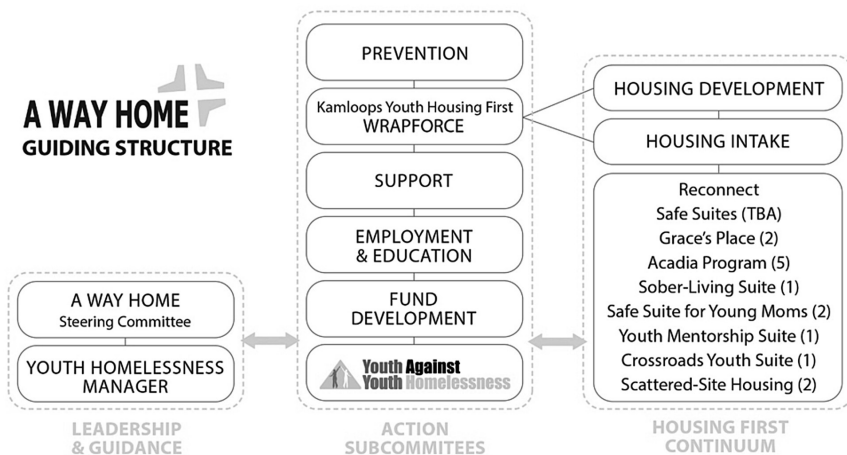 A WAY HOME
GUIDING STRUCTURE
A WAY HOME
Steering Committee
YOUTH HOMELESSNESS
MANAGER
LEADERSHIP
& GUIDANCE
PREVENTION
Kamloops Youth Housing First
WRAPFORCE
SUPPORT
EMPLOYMENT
& EDUCATION
FUND
DEVELOPMENT
Youth Against
Youth Homelessness
ACTION
SUBCOMMITEES
HOUSING DEVELOPMENT
HOUSING INTAKE
Reconnect
Safe Suites (TBA)
Grace's Place (2)
Acadia Program (5)
Sober-Living Suite (1)
Safe Suite for Young Moms (2)
Youth Mentorship Suite (1)
Crossroads Youth Suite (1)
Scattered-Site Housing (2)
HOUSING FIRST
CONTINUUM